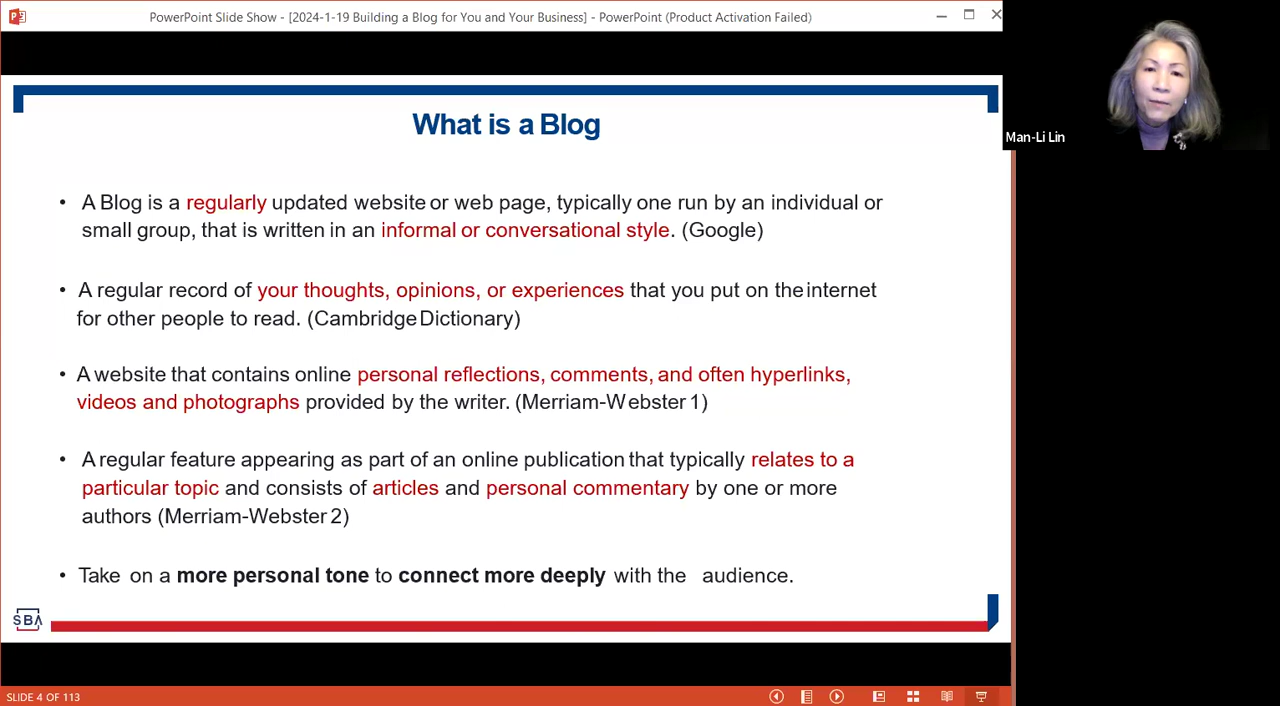 PowerPoint Slide Show - [2024-1-19 Building a Blog for You and Your Business] - PowerPoint (Product Activation Failed)
Man-Li Lin
What is a Blog
• A Blog is a regularly updated website or web page, typically one run by an individual or
small group, that is written in an informal or conversational style. (Google)
• A regular record of your thoughts, opinions, or experiences that you put on the internet
for other people to read. (Cambridge Dictionary)
• A website that contains online personal reflections, comments, and often hyperlinks,
videos and photographs provided by the writer. (Merriam-Webster 1)
• A regular feature appearing as part of an online publication that typically relates to a
particular topic and consists of articles and personal commentary by one or more
authors (Merriam-Webster 2)
• Take on a more personal tone to connect more deeply with the audience.
SBA
SLIDE 4 OF 113